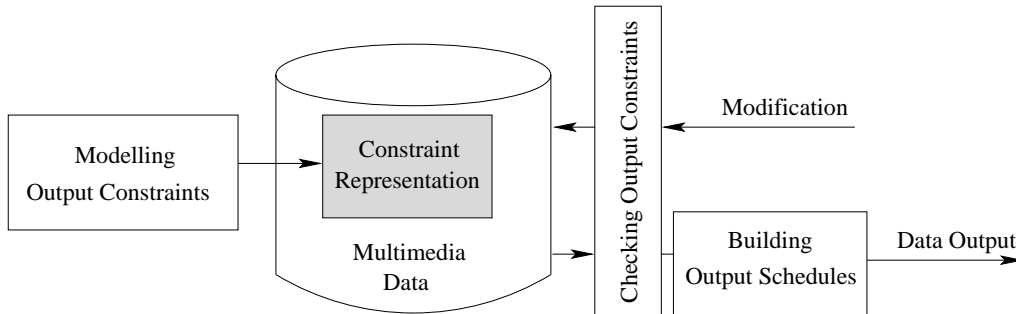 Modelling
Output Constraints
Constraint
Representation
Multimedia
Data
Checking Output Constraints
Modification
Building
Output Schedules
Data Output